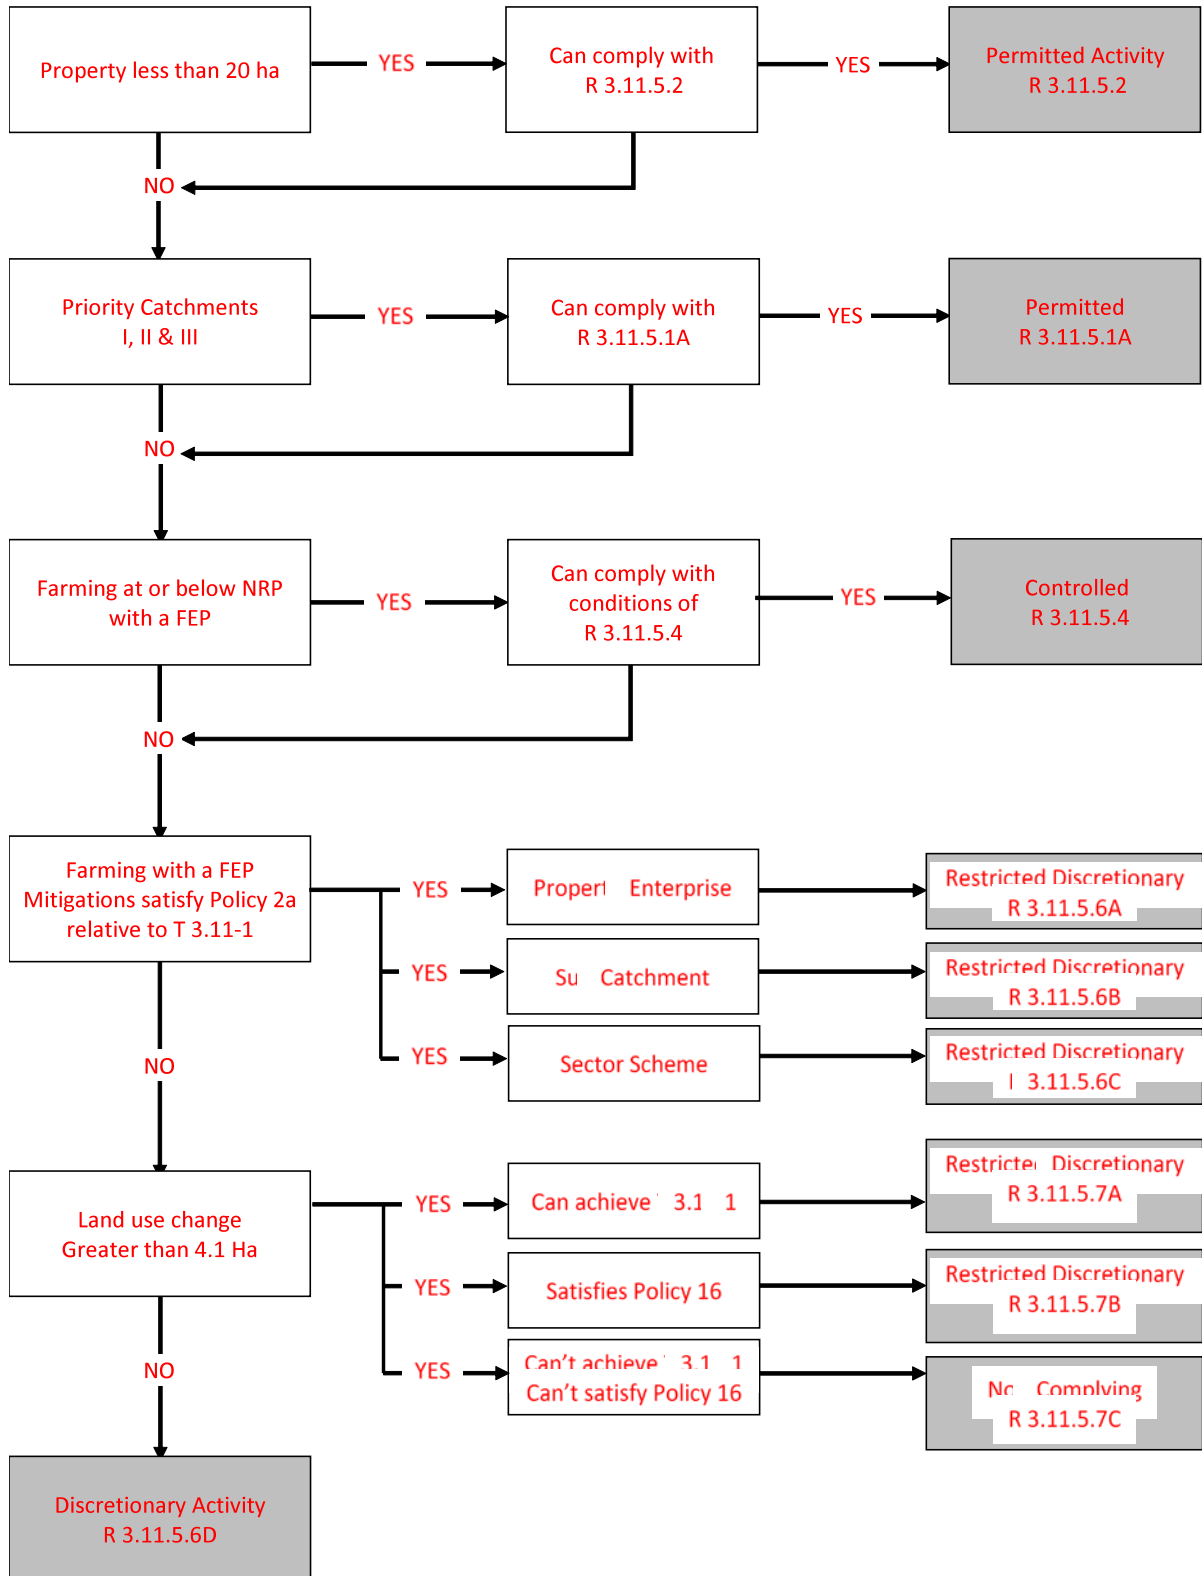 Property less than 20 ha
YES
Can comply with
R 3.11.5.2
YES
Permitted Activity
R 3.11.5.2
NO
Priority Catchments
I, II & III
YES
Can comply with
R 3.11.5.1A
YES
Permitted
R 3.11.5.1A
NO
Farming at or below NRP
with a FEP
YES
Can comply with
conditions of
R 3.11.5.4
YES
Controlled
R 3.11.5.4
NO
Farming with a FEP
Mitigations satisfy Policy 2a
relative to T 3.11-1
YES
Enterprise
Restricted Discretionary
R 3.11.5.6A
YES
Catchment
Restricted Discretionary
R 3.11.5.6B
YES
Sector Scheme
Restricted Discretionary
3.11.5.6C
NO
Land use change
Greater than 4.1 Ha
YES
Can achieve
Discretionary
R 3.11.5.7A
YES
Satisfies Policy 16
Restricted Discretionary
R 3.11.5.7B
YES
Can't achieve
Can't satisfy Policy 16
Complying
R 3.11.5.7C
NO
Discretionary Activity
R 3.11.5.6D